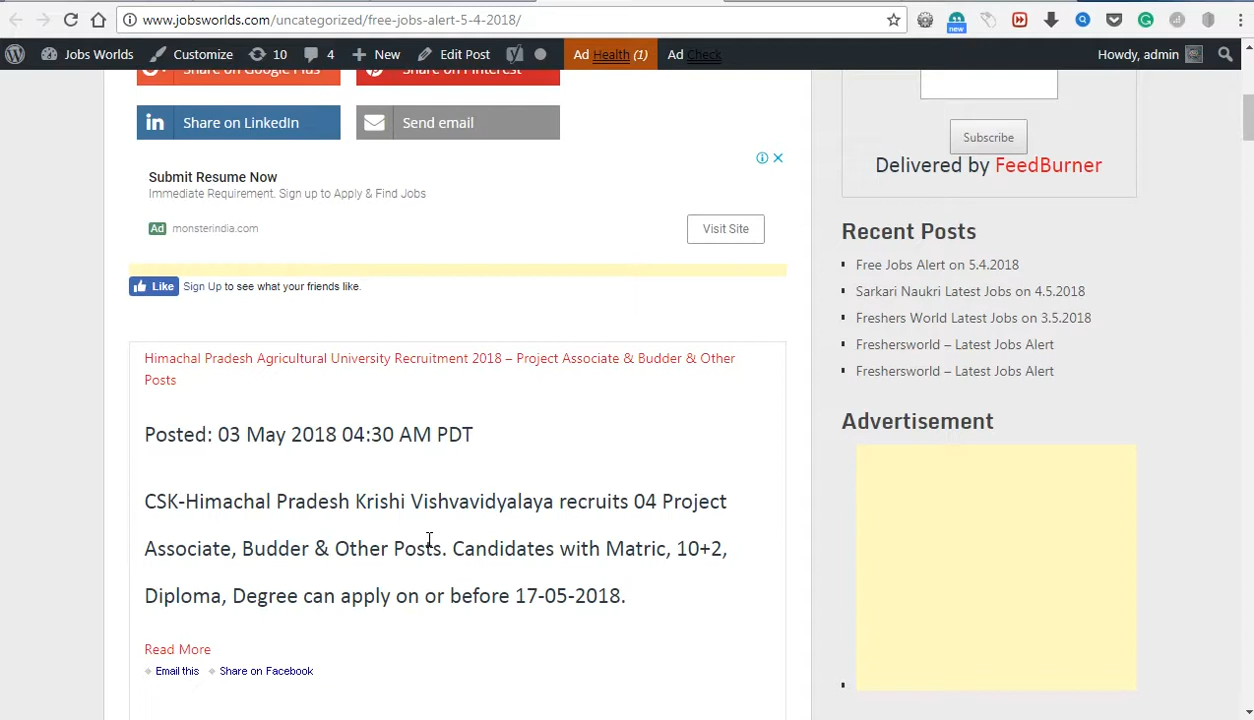 www.jobsworlds.com/uncategorized/free-jobs-alert-5-4-2018/
new
Jobs Worlds Customize 10 4 New Edit Post Ad Health (1) Ad Check Howdy, admin
Share on Google Plus Share on Pinterest
Share on LinkedIn Send email
Submit Resume Now
Immediate Requirement. Sign up to Apply & Find Jobs
Ad monsterindia.com
Visit Site
Like Sign Up to see what your friends like.
Himachal Pradesh Agricultural University Recruitment 2018 – Project Associate & Budder & Other
Posts
Posted: 03 May 2018 04:30 AM PDT
CSK-Himachal Pradesh Krishi Vishvavidyalaya recruits 04 Project
Associate, Budder & Other Posts. Candidates with Matric, 10+2,
Diploma, Degree can apply on or before 17-05-2018.
Read More
Email this Share on Facebook
Subscribe
Delivered by FeedBurner
Recent Posts
Free Jobs Alert on 5.4.2018
Sarkari Naukri Latest Jobs on 4.5.2018
Freshers World Latest Jobs on 3.5.2018
Freshersworld – Latest Jobs Alert
Freshersworld – Latest Jobs Alert
Advertisement